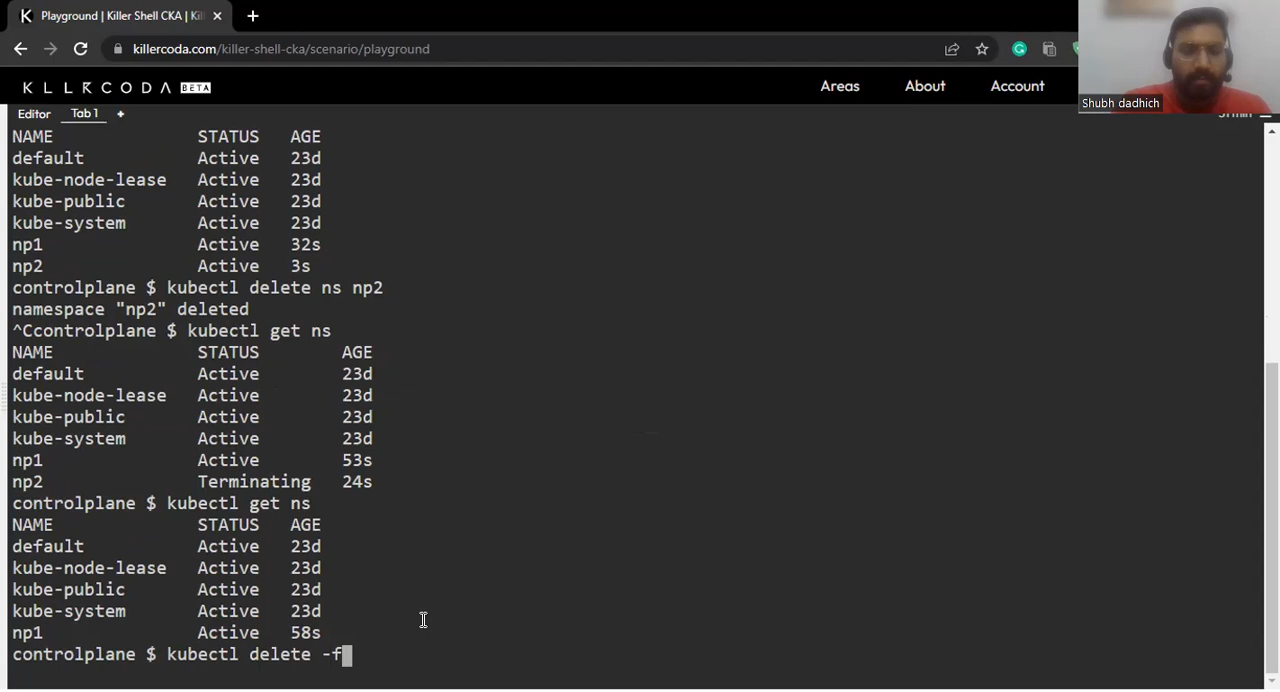 Playground | Killer Shell CKA | Kil
killercoda.com/killer-shell-cka/scenario/playground
KILLERCODA BETA
Areas
About
Account
Shubh dadhich
Editor
Tab 1
+
NAME STATUS AGE
default Active 23d
kube-node-lease Active 23d
kube-public Active 23d
kube-system Active 23d
np1 Active 32s
np2 Active 3s
controlplane $ kubectl delete ns np2
namespace "np2" deleted
^Ccontrolplane $ kubectl get ns
NAME STATUS AGE
default Active 23d
kube-node-lease Active 23d
kube-public Active 23d
kube-system Active 23d
np1 Active 53s
np2 Terminating 24s
controlplane $ kubectl get ns
NAME STATUS AGE
default Active 23d
kube-node-lease Active 23d
kube-public Active 23d
kube-system Active 23d
np1 Active 58s
controlplane $ kubectl delete -f